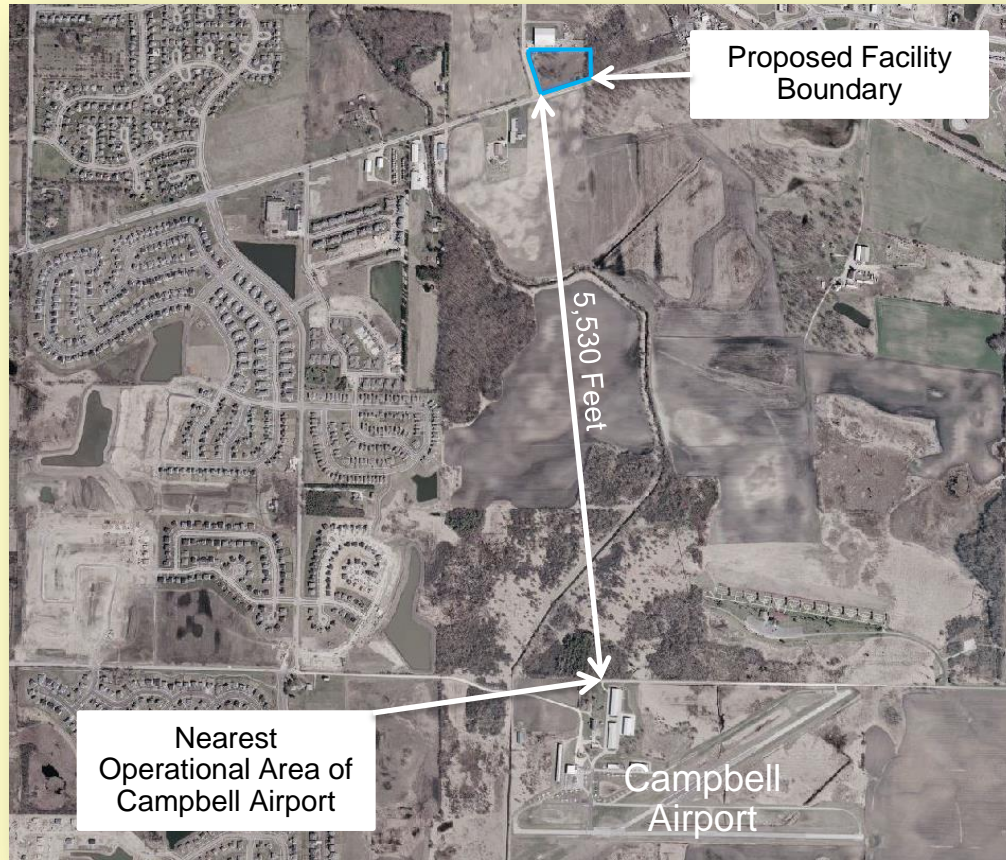 Proposed Facility
Boundary
5,530 Feet
Nearest
Operational Area of
Campbell Airport
Campbell
Airport